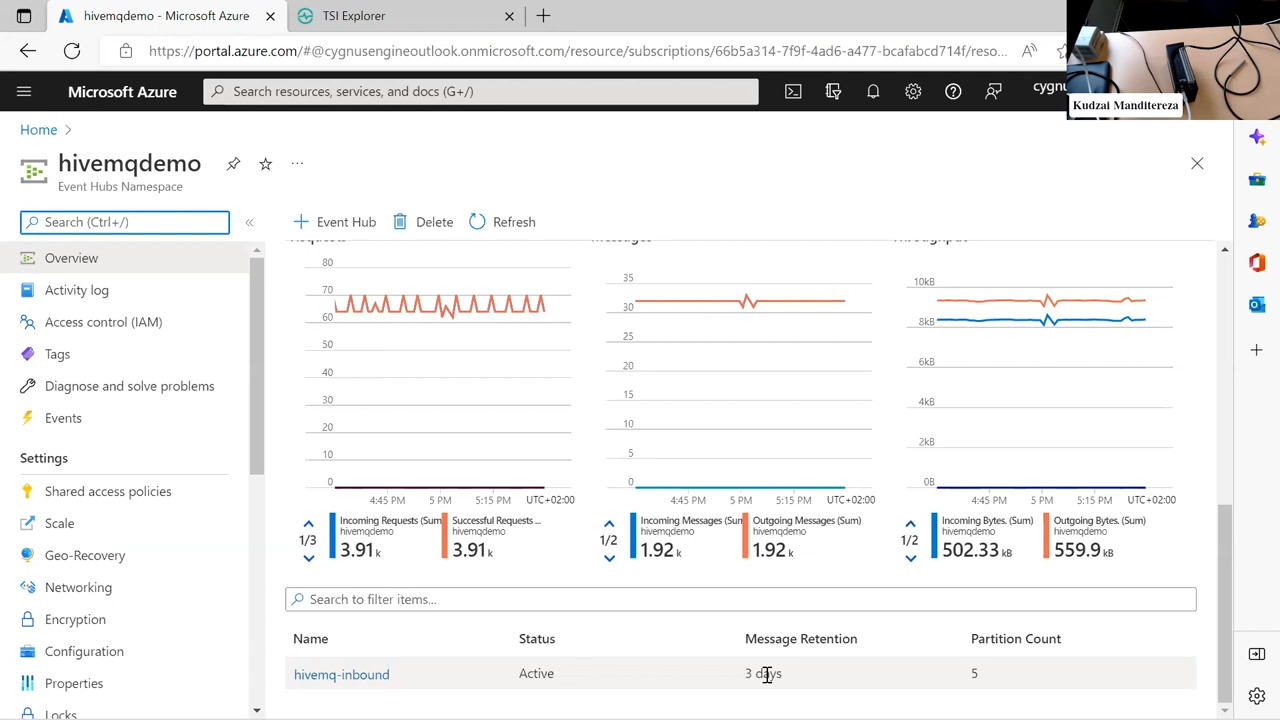 hivemqdemo - Microsoft Azure
TSI Explorer
https://portal.azure.com/#@cygnusengineoutlook.onmicrosoft.com/resource/subscriptions/66b5a314-7f9f-4ad6-a477-bcafabcd714f/reso...
Microsoft Azure
Search resources, services, and docs (G+/)
cygnu
Kudzai Manditereza
Home
hivemqdemo
Event Hubs Namespace
Search (Ctrl+/)
Event Hub
Delete
Refresh
Overview
Activity log
Access control (IAM)
Tags
Diagnose and solve problems
Events
Settings
Shared access policies
Scale
Geo-Recovery
Networking
Encryption
Configuration
Properties
Locks
Requests
80
70
60
50
40
30
20
10
0
4:45 PM 5 PM 5:15 PM UTC+02:00
1/3
Incoming Requests (Sum)
hivemqdemo
3.91 k
Successful Requests ...
hivemqdemo
3.91 k
Messages
35
30
25
20
15
10
5
0
4:45 PM 5 PM 5:15 PM UTC+02:00
1/2
Incoming Messages (Sum)
hivemqdemo
1.92 k
Outgoing Messages (Sum)
hivemqdemo
1.92 k
Throughput
10kB
8kB
6kB
4kB
2kB
0B
4:45 PM 5 PM 5:15 PM UTC+02:00
1/2
Incoming Bytes. (Sum)
hivemqdemo
502.33 kB
Outgoing Bytes. (Sum)
hivemqdemo
559.9 kB
Search to filter items...
Name Status Message Retention Partition Count
hivemq-inbound Active 3 days 5